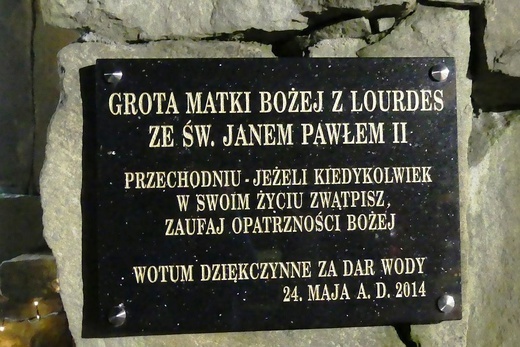 GROTA MATKI BOŻEJ Z LOURDES
ZE ŚW. JANEM PAWŁEM II
PRZECHODNIU - JEŻELI KIEDYKOLWIEK
W SWOIM ŻYCIU ZWĄTPISZ,
ZAUFAJ OPATRZNOŚCI BOŻEJ
WOTUM DZIĘKCZYNNE ZA DAR WODY
24. MAJA A. D. 2014